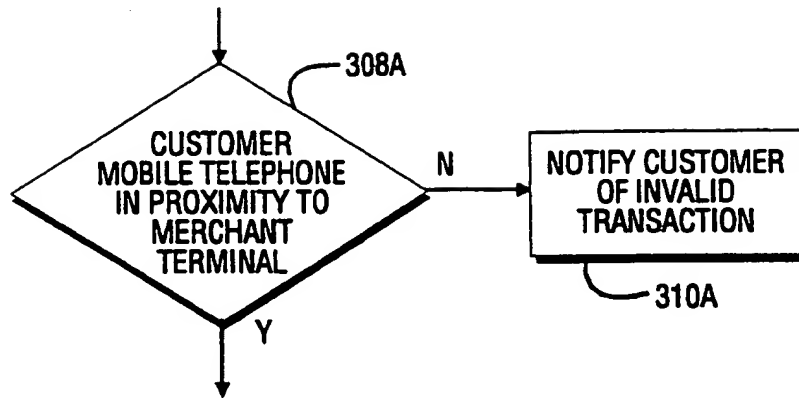 308A
CUSTOMER
MOBILE TELEPHONE
IN PROXIMITY TO
MERCHANT
TERMINAL
N
NOTIFY CUSTOMER
OF INVALID
TRANSACTION
310A
Y